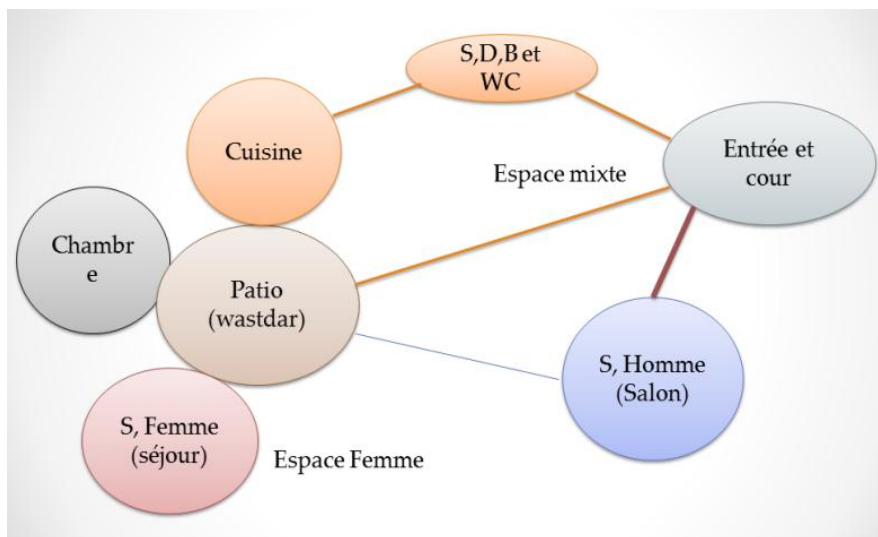 S,D,B et
WC
Cuisine
Entrée et
cour
Espace mixte
Chambr
e
Patio
(wastdar)
S, Homme
(Salon)
S, Femme
(séjour)
Espace Femme